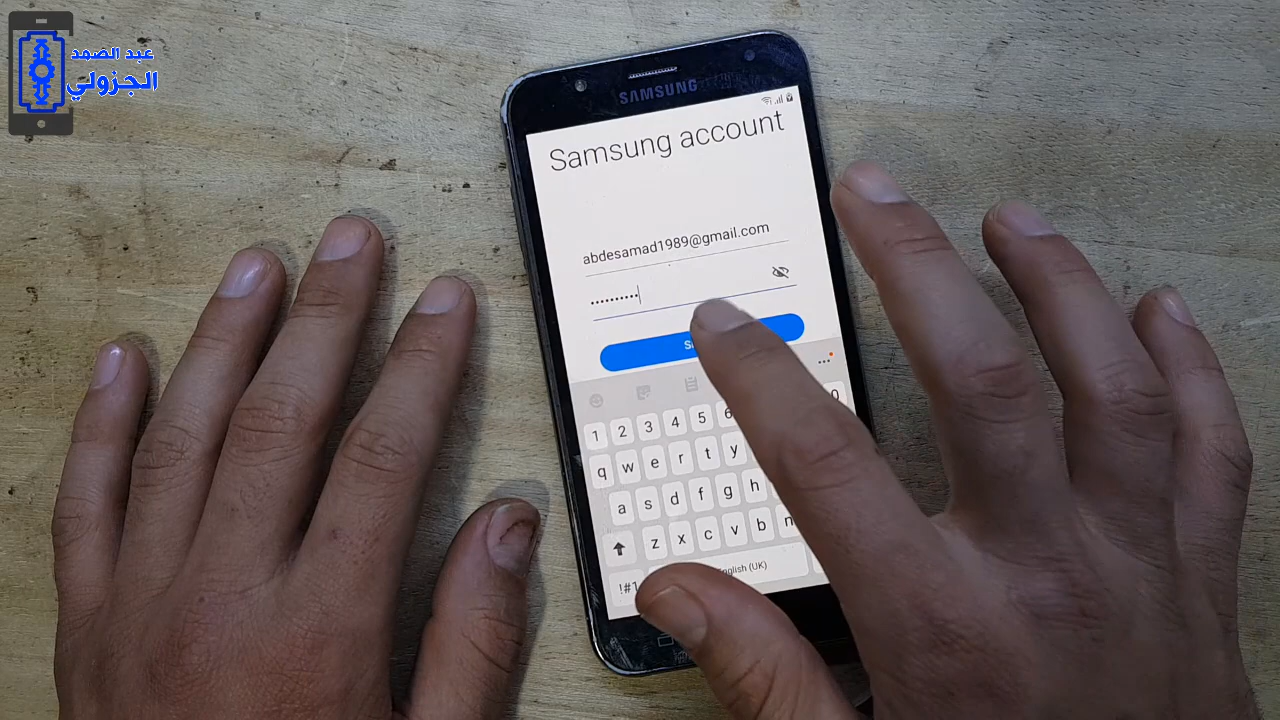 عبد الصمد
الجزولي
SAMSUNG
Samsung account
abdesamad1989@gmail.com
••••••••••
1 2 3 4 5 6
q w e r t y
a s d f g h
z x c v b n
!#1 English (UK)